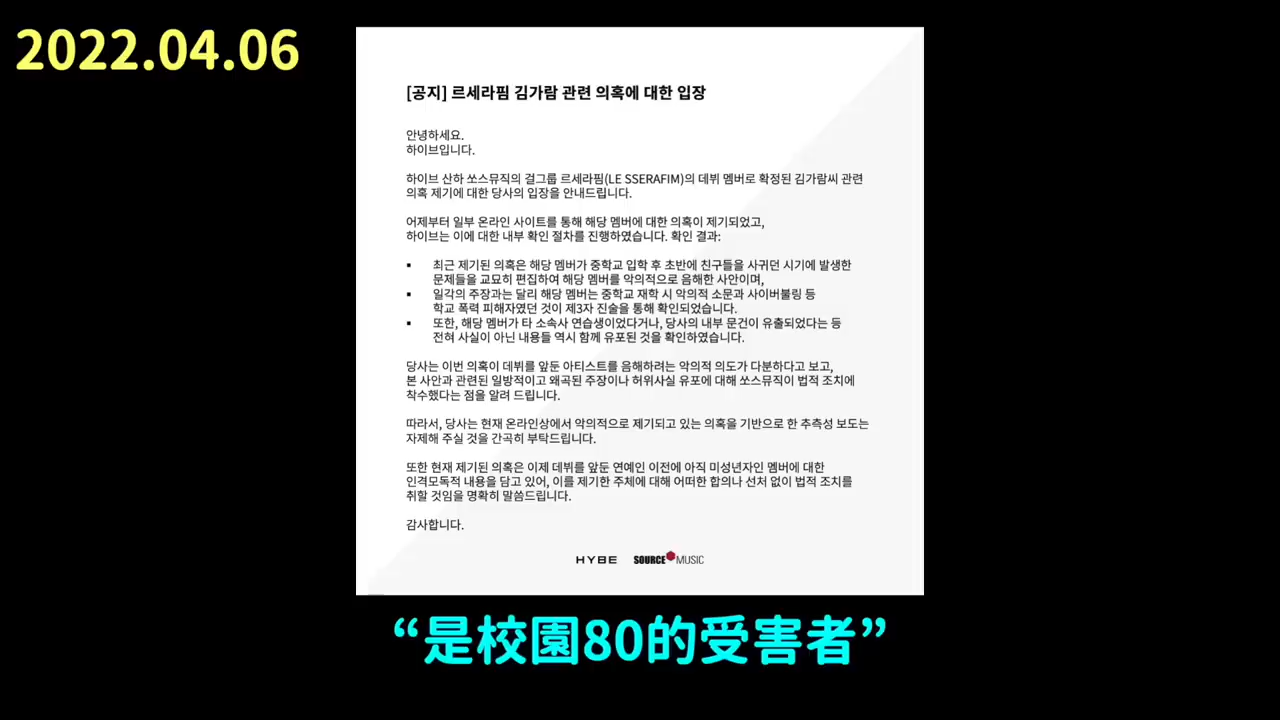 2022.04.06
[공지] 르세라핌 김가람 관련 의혹에 대한 입장
안녕하세요.
하이브입니다.
하이브 산하 쏘스뮤직의 걸그룹 르세라핌(LE SSERAFIM)의 데뷔 멤버로 확정된 김가람씨 관련
의혹 제기에 대한 당사의 입장을 안내드립니다.
어제부터 일부 온라인 사이트를 통해 해당 멤버에 대한 의혹이 제기되었고,
하이브는 이에 대한 내부 확인 절차를 진행하였습니다. 확인 결과:
▪ 최근 제기된 의혹은 해당 멤버가 중학교 입학 후 초반에 친구들을 사귀던 시기에 발생한
문제들을 교묘히 편집하여 해당 멤버를 악의적으로 음해한 사안이며,
▪ 일각의 주장과는 달리 해당 멤버는 중학교 재학 시 악의적 소문과 사이버불링 등
학교 폭력 피해자였던 것이 제3자 진술을 통해 확인되었습니다.
▪ 또한, 해당 멤버가 타 소속사 연습생이었다거나, 당사의 내부 문건이 유출되었다는 등
전혀 사실이 아닌 내용들 역시 함께 유포된 것을 확인하였습니다.
당사는 이번 의혹이 데뷔를 앞둔 아티스트를 음해하려는 악의적 의도가 다분하다고 보고,
본 사안과 관련된 일방적이고 왜곡된 주장이나 허위사실 유포에 대해 쏘스뮤직이 법적 조치에
착수했다는 점을 알려 드립니다.
따라서, 당사는 현재 온라인상에서 악의적으로 제기되고 있는 의혹을 기반으로 한 추측성 보도는
자제해 주실 것을 간곡히 부탁드립니다.
또한 현재 제기된 의혹은 이제 데뷔를 앞둔 연예인 이전에 아직 미성년자인 멤버에 대한
인격모독적 내용을 담고 있어, 이를 제기한 주체에 대해 어떠한 합의나 선처 없이 법적 조치를
취할 것임을 명확히 말씀드립니다.
감사합니다.
HYBE SOURCE MUSIC
“是校園80的受害者”